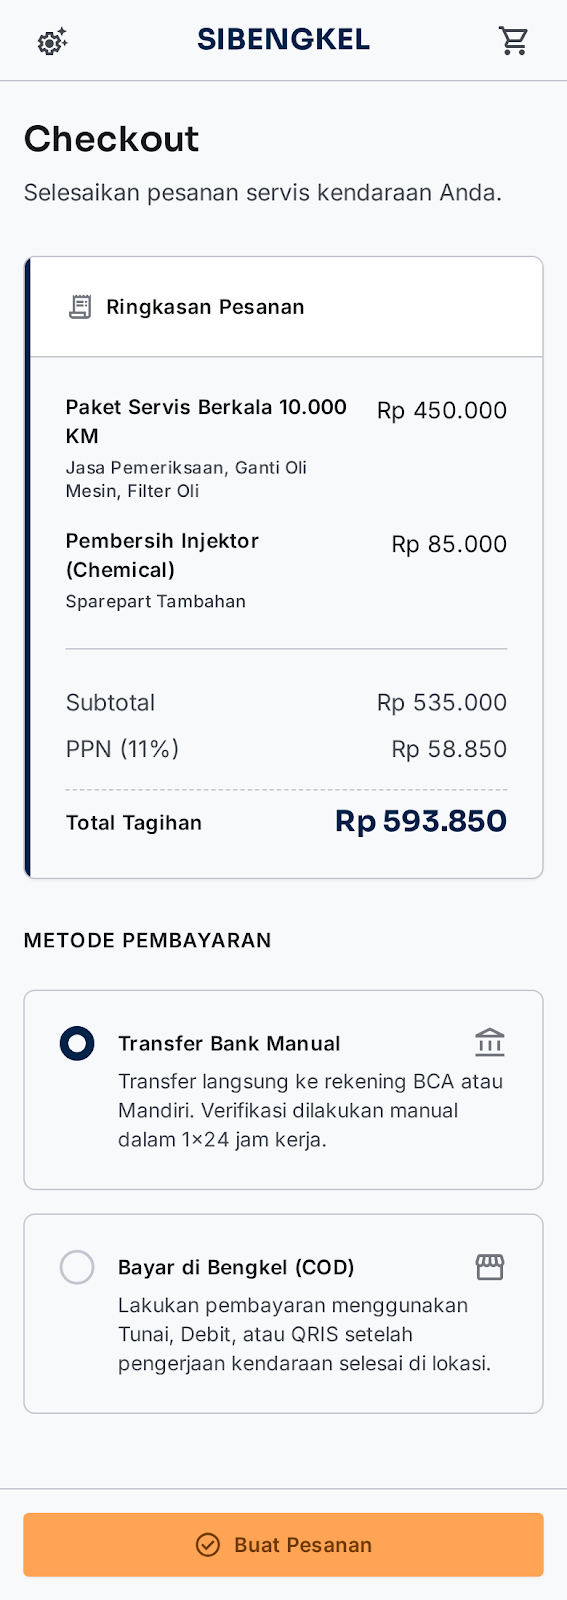 SIBENGKEL
Checkout
Selesaikan pesanan servis kendaraan Anda.
Ringkasan Pesanan
Paket Servis Berkala 10.000
KM
Rp 450.000
Jasa Pemeriksaan, Ganti Oli
Mesin, Filter Oli
Pembersih Injektor
(Chemical)
Rp 85.000
Sparepart Tambahan
Subtotal Rp 535.000
PPN (11%) Rp 58.850
Total Tagihan Rp 593.850
METODE PEMBAYARAN
Transfer Bank Manual
Transfer langsung ke rekening BCA atau
Mandiri. Verifikasi dilakukan manual
dalam 1×24 jam kerja.
Bayar di Bengkel (COD)
Lakukan pembayaran menggunakan
Tunai, Debit, atau QRIS setelah
pengerjaan kendaraan selesai di lokasi.
Buat Pesanan